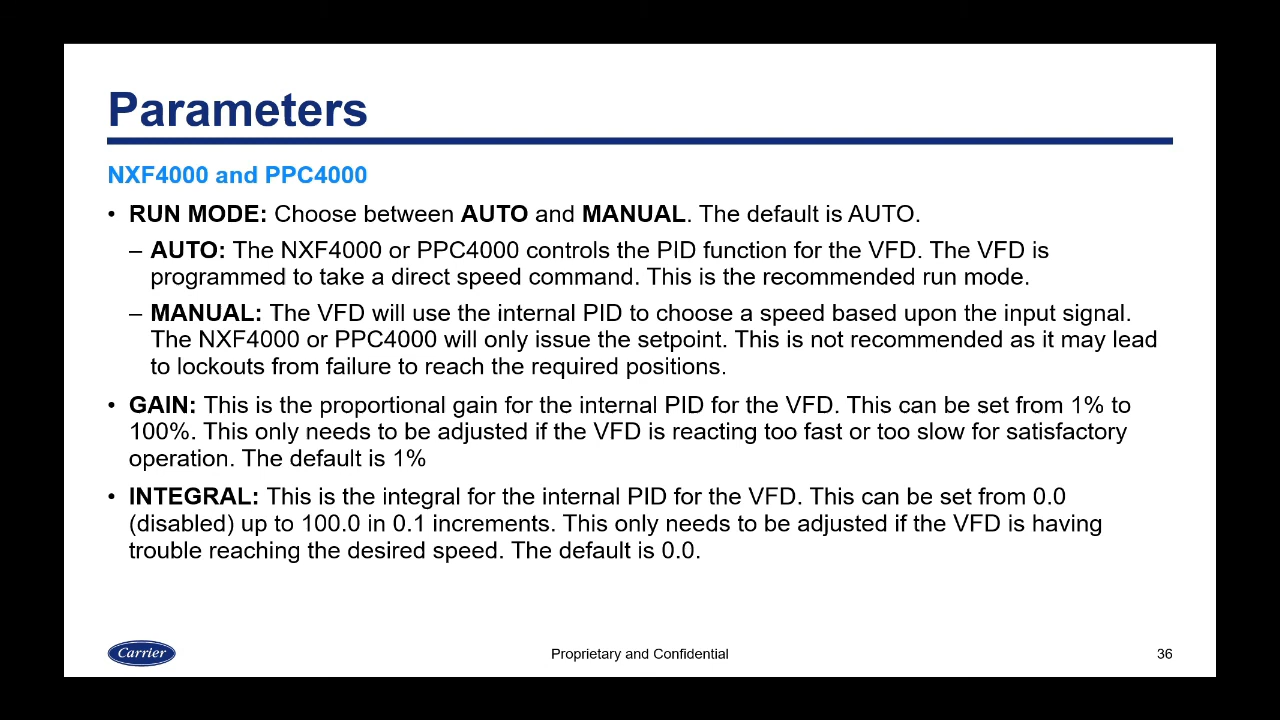 Parameters
NXF4000 and PPC4000
• RUN MODE: Choose between AUTO and MANUAL. The default is AUTO.
– AUTO: The NXF4000 or PPC4000 controls the PID function for the VFD. The VFD is
programmed to take a direct speed command. This is the recommended run mode.
– MANUAL: The VFD will use the internal PID to choose a speed based upon the input signal.
The NXF4000 or PPC4000 will only issue the setpoint. This is not recommended as it may lead
to lockouts from failure to reach the required positions.
• GAIN: This is the proportional gain for the internal PID for the VFD. This can be set from 1% to
100%. This only needs to be adjusted if the VFD is reacting too fast or too slow for satisfactory
operation. The default is 1%
• INTEGRAL: This is the integral for the internal PID for the VFD. This can be set from 0.0
(disabled) up to 100.0 in 0.1 increments. This only needs to be adjusted if the VFD is having
trouble reaching the desired speed. The default is 0.0.
Carrier
Proprietary and Confidential
36